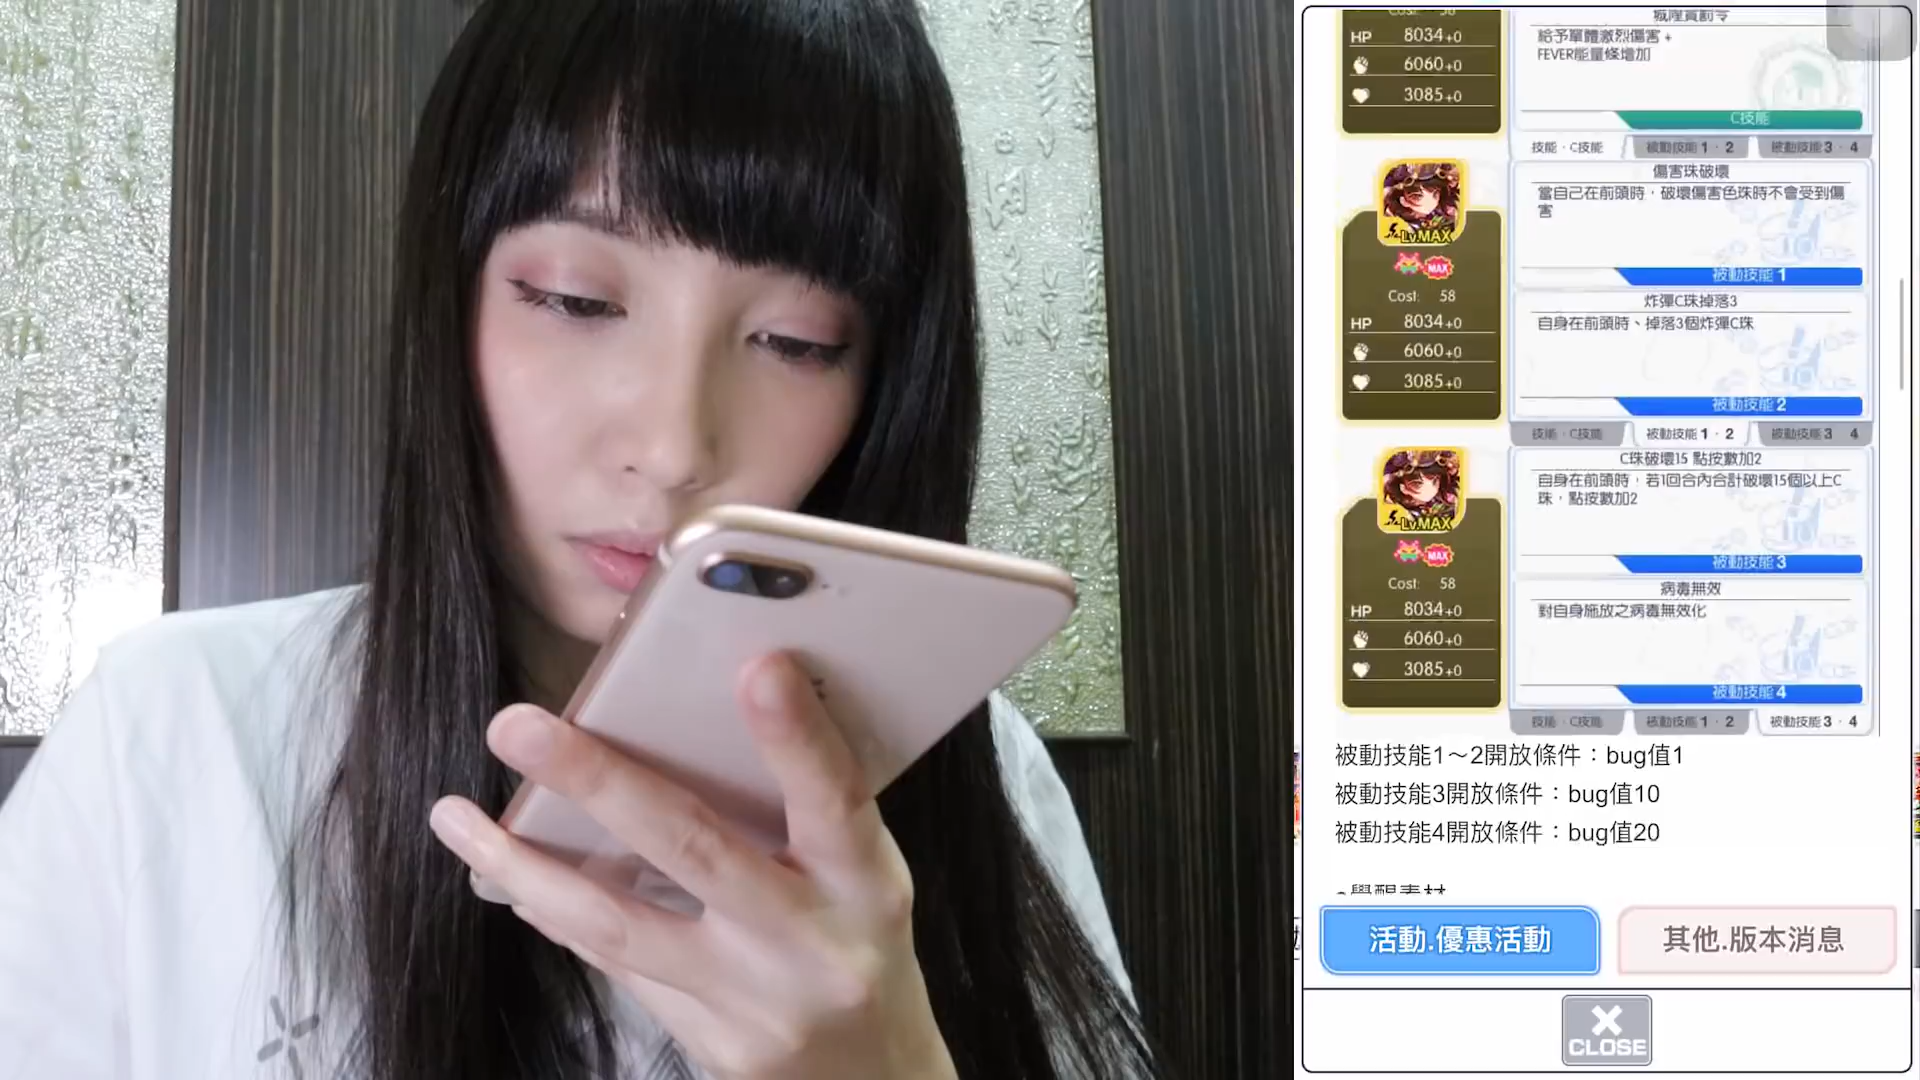 給予單體激烈傷害 +
FEVER能量條增加
HP 8034+0
6060+0
3085+0
C技能
技能・C技能 被動技能 1・2 被動技能 3・4
傷害珠破壞
當自己在前頭時，破壞傷害色珠時不會受到傷
害
被動技能 1
Lv.MAX
MAX
炸彈C珠掉落3
Cost: 58
自身在前頭時、掉落3個炸彈C珠
HP 8034+0
6060+0
3085+0
被動技能 2
技能・C技能 被動技能 1・2 被動技能 3 4
C珠破壞15 點按數加2
自身在前頭時，若1回合內合計破壞15個以上C
珠，點按數加2
Lv.MAX
MAX
被動技能 3
Cost: 58
病毒無效
對自身施放之病毒無效化
HP 8034+0
6060+0
3085+0
被動技能 4
技能・C技能 被動技能 1・2 被動技能 3・4
被動技能1～2開放條件：bug值1
被動技能3開放條件：bug值10
被動技能4開放條件：bug值20
活動.優惠活動
其他.版本消息
CLOSE